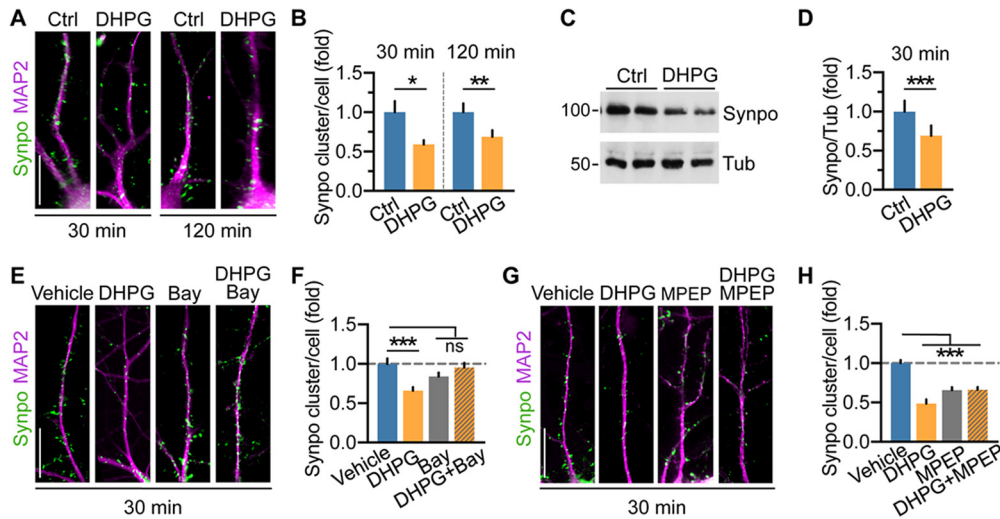 A
Ctrl DHPG Ctrl DHPG
Synpo MAP2
30 min 120 min
B
30 min 120 min
Synpo cluster/cell (fold)
1.5
1.0
0.5
0.0
* **
Ctrl DHPG Ctrl DHPG
C
Ctrl DHPG
100- Synpo
50- Tub
D
30 min
Synpo/Tub (fold)
1.5
1.0
0.5
0.0
***
Ctrl DHPG
E
DHPG
Vehicle DHPG Bay Bay
Synpo MAP2
30 min
F
Synpo cluster/cell (fold)
1.5
1.0
0.5
0.0
*** ns
Vehicle DHPG Bay DHPG+Bay
G
DHPG
Vehicle DHPG MPEP MPEP
Synpo MAP2
30 min
H
Synpo cluster/cell (fold)
1.5
1.0
0.5
0.0
***
Vehicle DHPG MPEP DHPG+MPEP